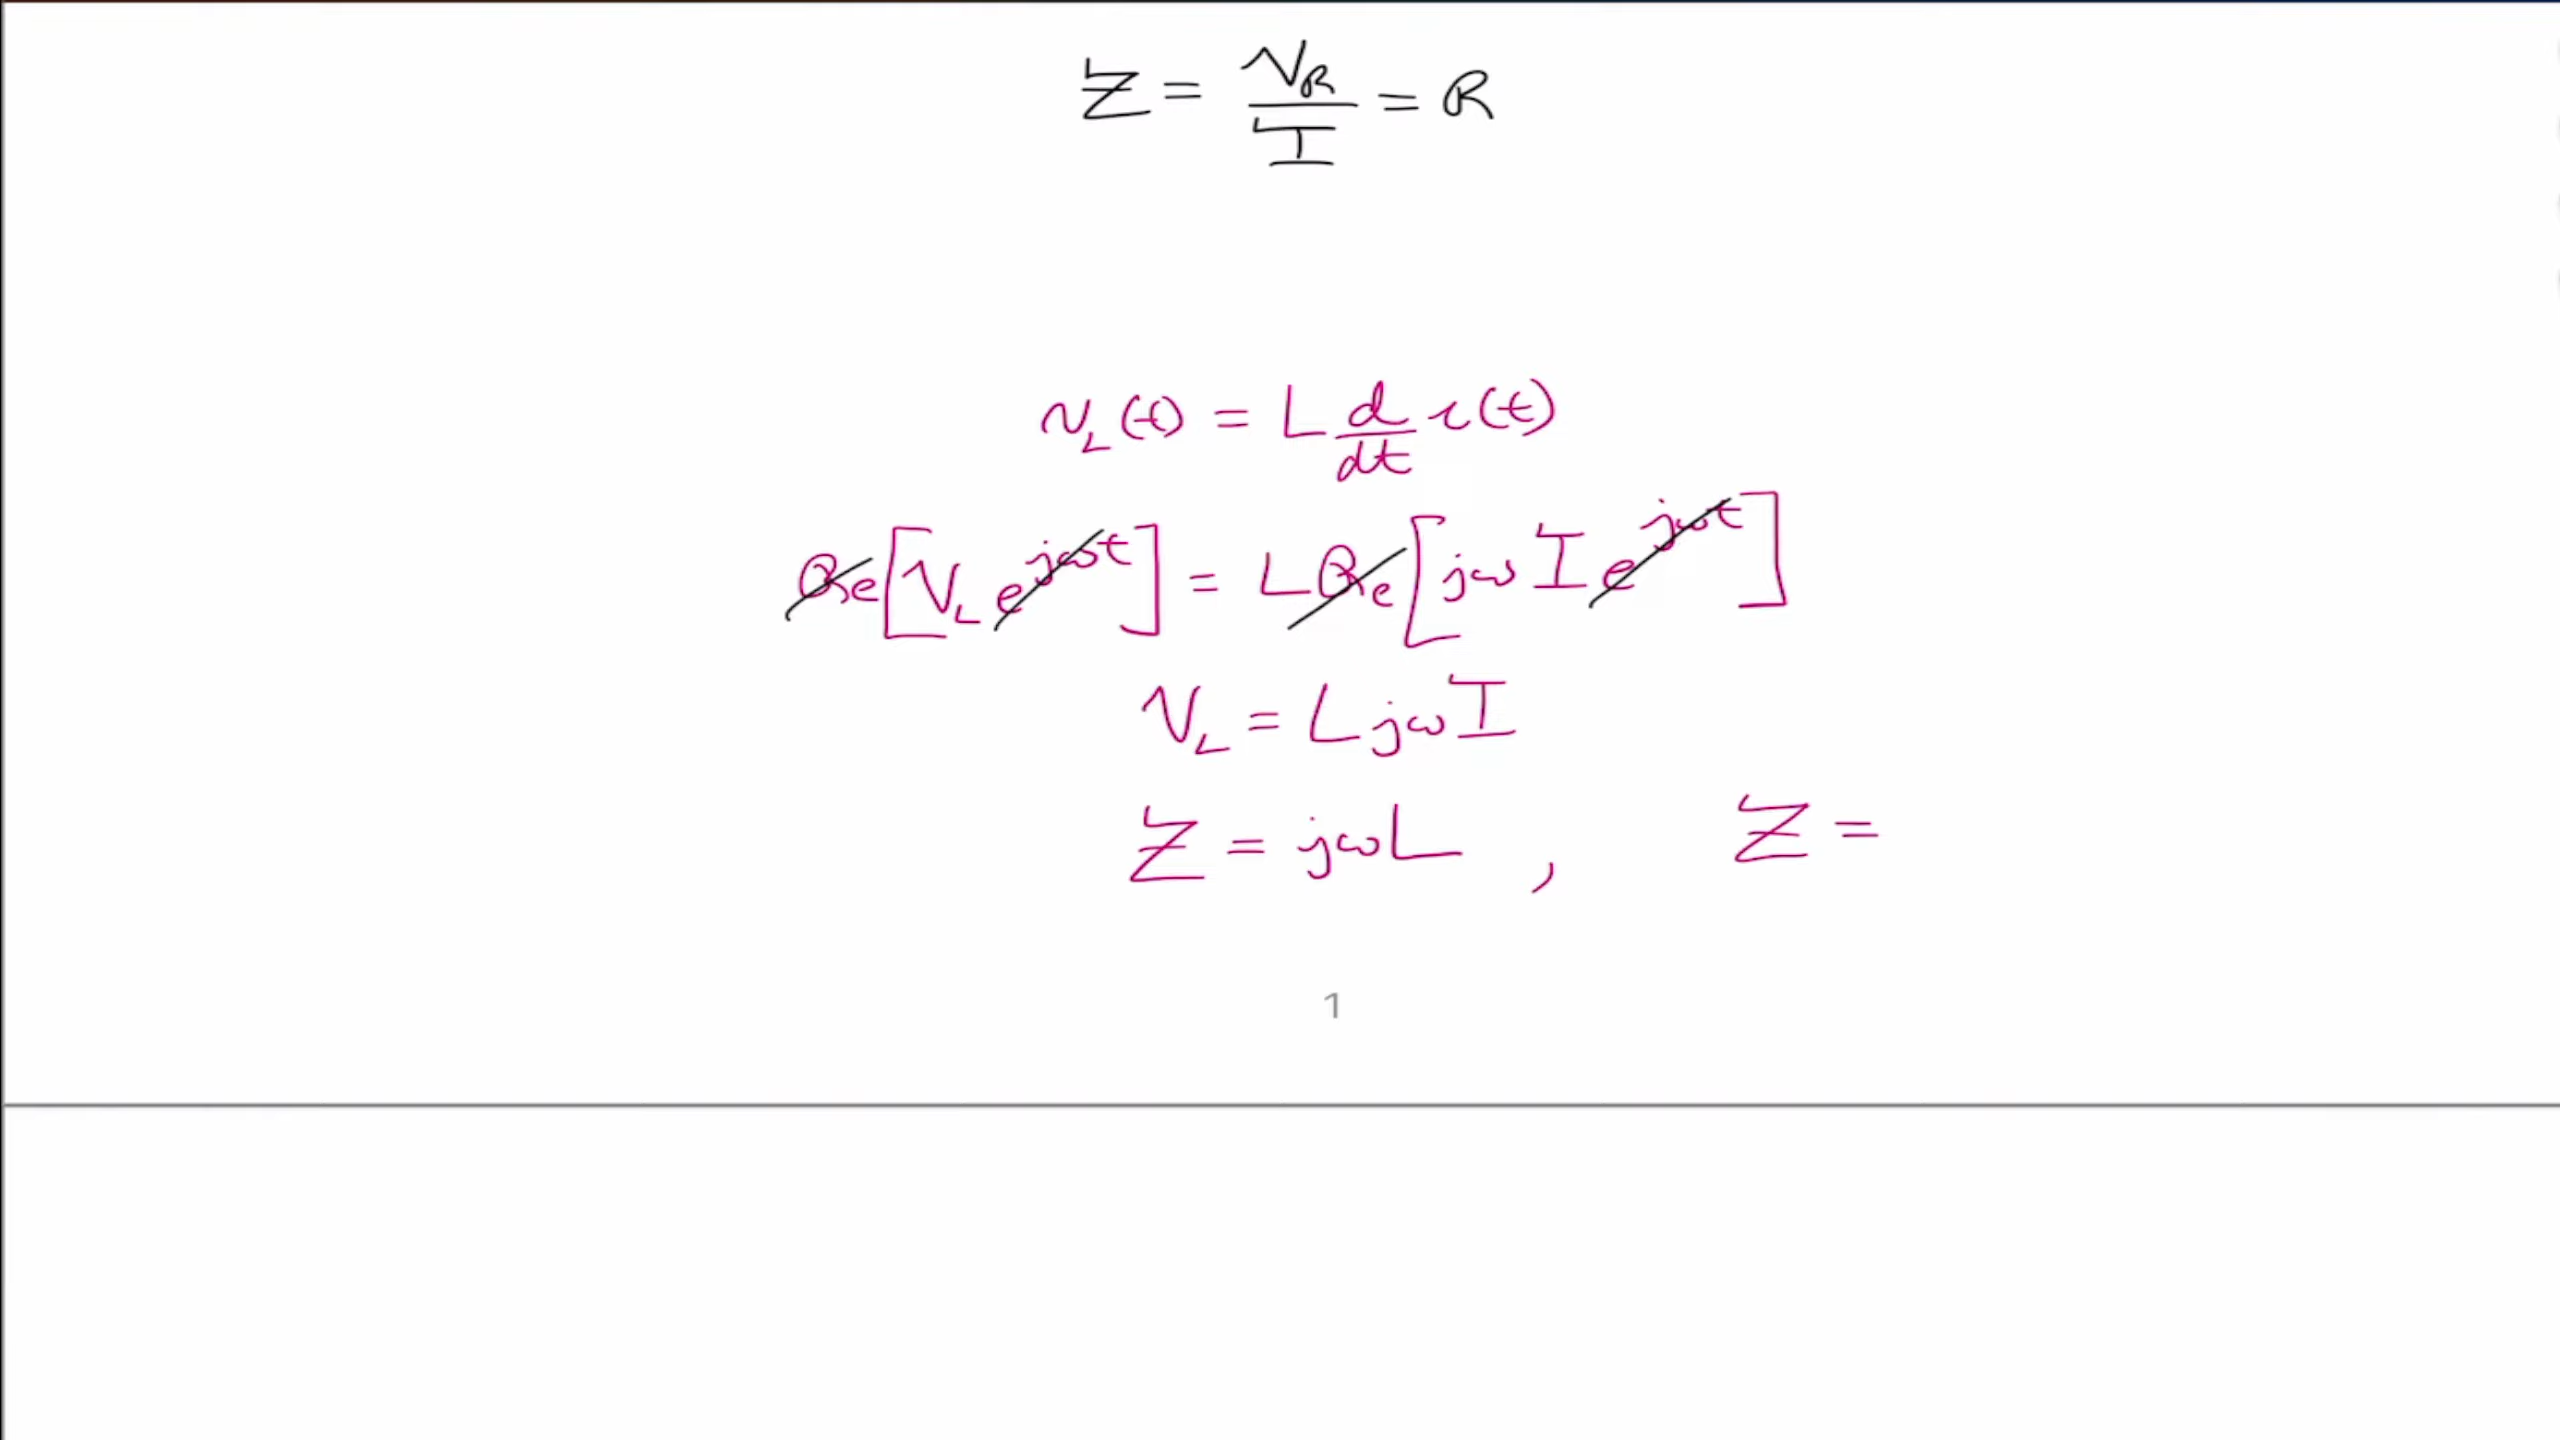 Z = V_R / I = R
v_L(t) = L d/dt i(t)
Re[V_L e^{jωt}] = L Re[jω I e^{jωt}]
V_L = L jω I
Z = jωL , Z =
1